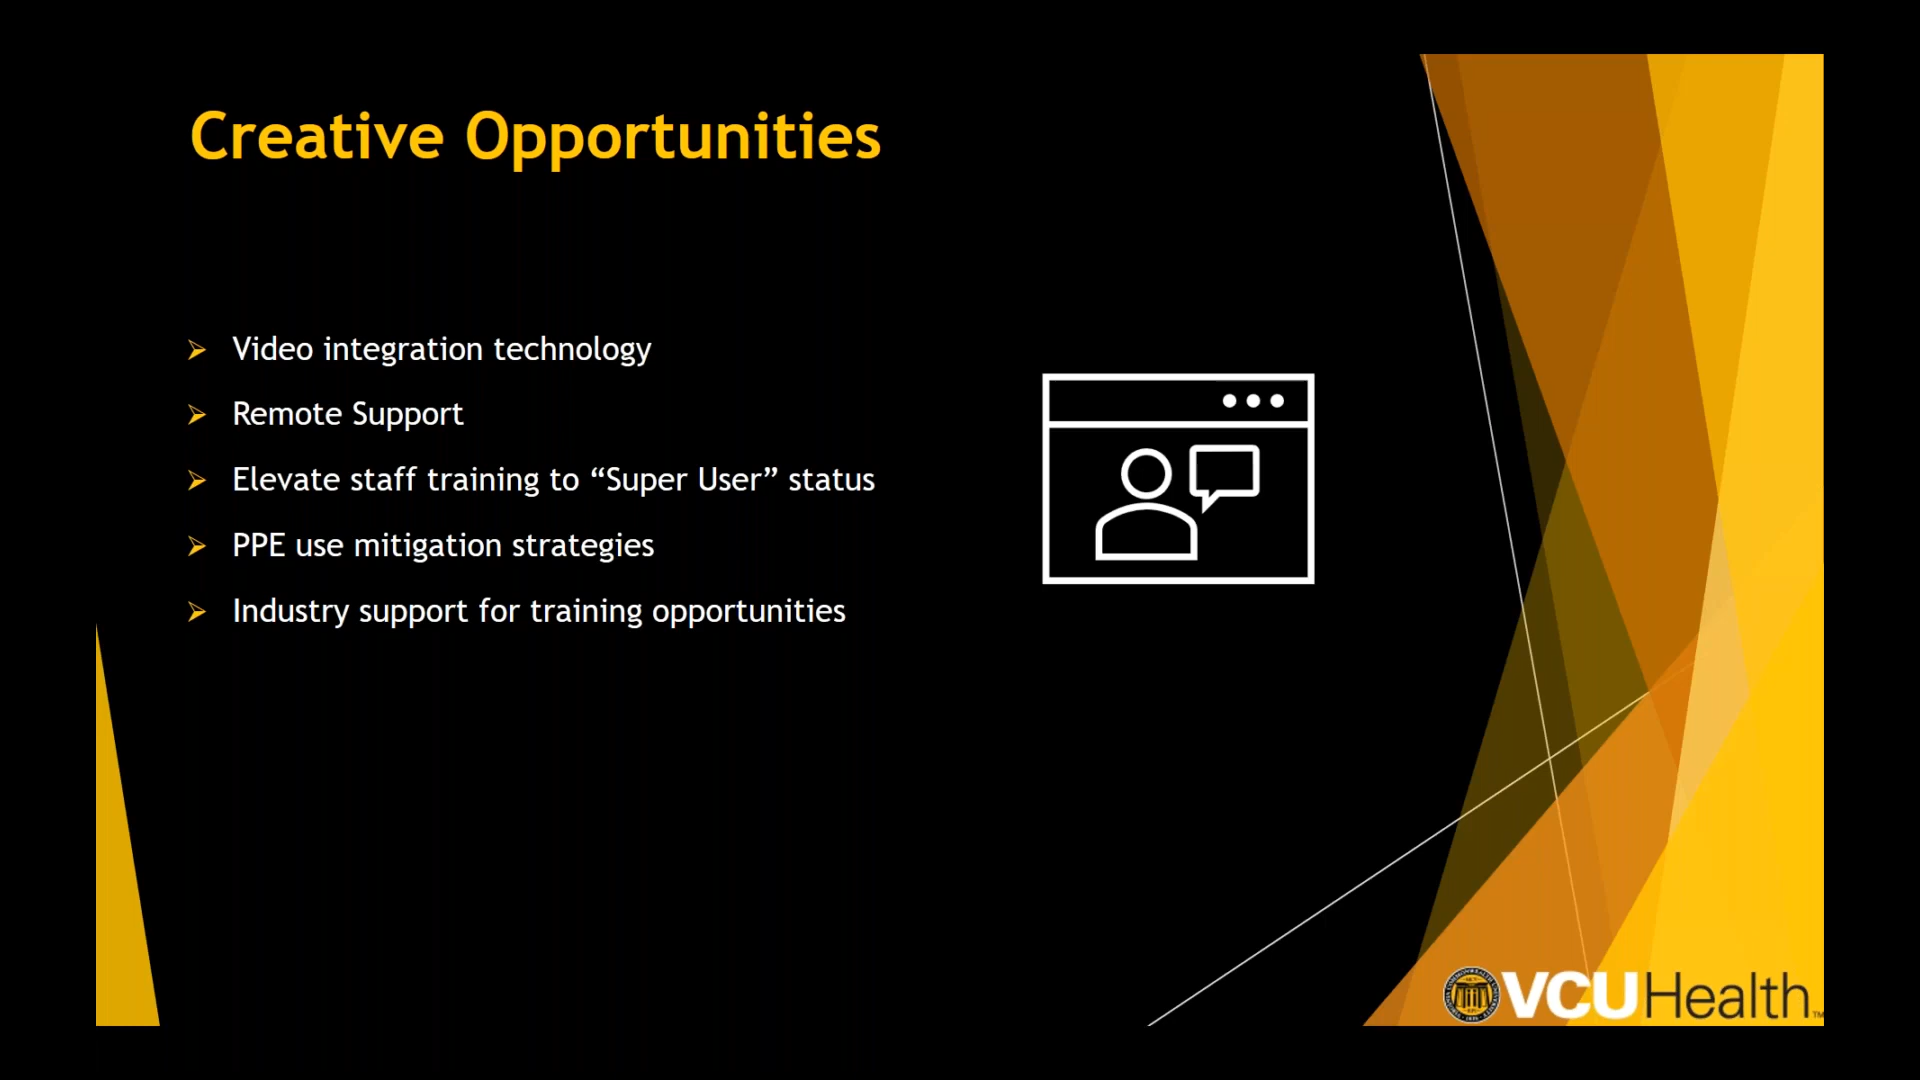 Creative Opportunities
Video integration technology
Remote Support
Elevate staff training to “Super User” status
PPE use mitigation strategies
Industry support for training opportunities
VCUHealth™